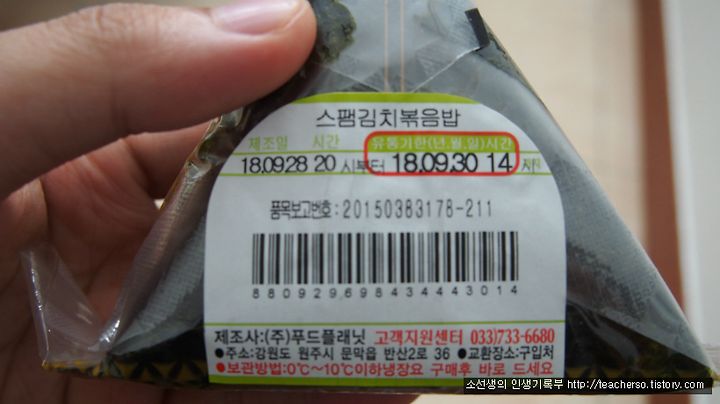 스팸김치볶음밥
제조일 시간 유통기한(년,월,일)시간
18.09.28 20 시부터 18.09.30 14 까지
품목보고번호:20150383178-211
8809296984344430 14
제조사:(주)푸드플래닛 고객지원센터 033)733-6680
●주소:강원도 원주시 문막읍 반산2로 36 ●교환장소:구입처
●보관방법:0℃~10℃이하냉장요 구매후 바로 드세요
소선생의 인생기록부 http://teacherso.tistory.com